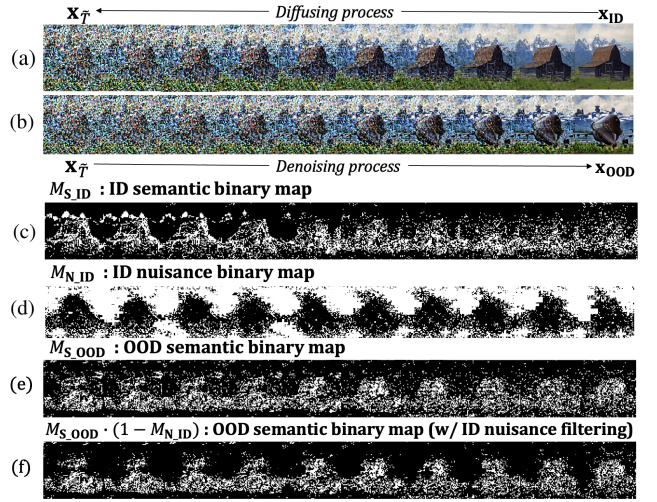 x_T̃ Diffusing process x_ID
(a)
(b)
x_T̃ Denoising process x_OOD
M_S_ID : ID semantic binary map
(c)
M_N_ID : ID nuisance binary map
(d)
M_S_OOD : OOD semantic binary map
(e)
M_S_OOD · (1 − M_N_ID) : OOD semantic binary map (w/ ID nuisance filtering)
(f)